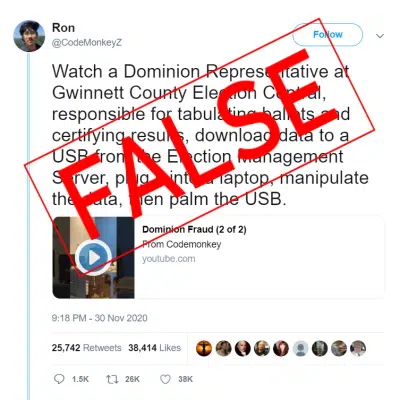 Ron
@CodeMonkeyZ
Follow
Watch a Dominion Representative at
Gwinnett County Election Central,
responsible for tabulating ballots and
certifying results, download data to a
USB from the Election Management
Server, plug it into a laptop, manipulate
the data, then palm the USB.
FALSE
Dominion Fraud (2 of 2)
From Codemonkey
youtube.com
9:18 PM - 30 Nov 2020
25,742 Retweets 38,414 Likes
1.5K 26K 38K